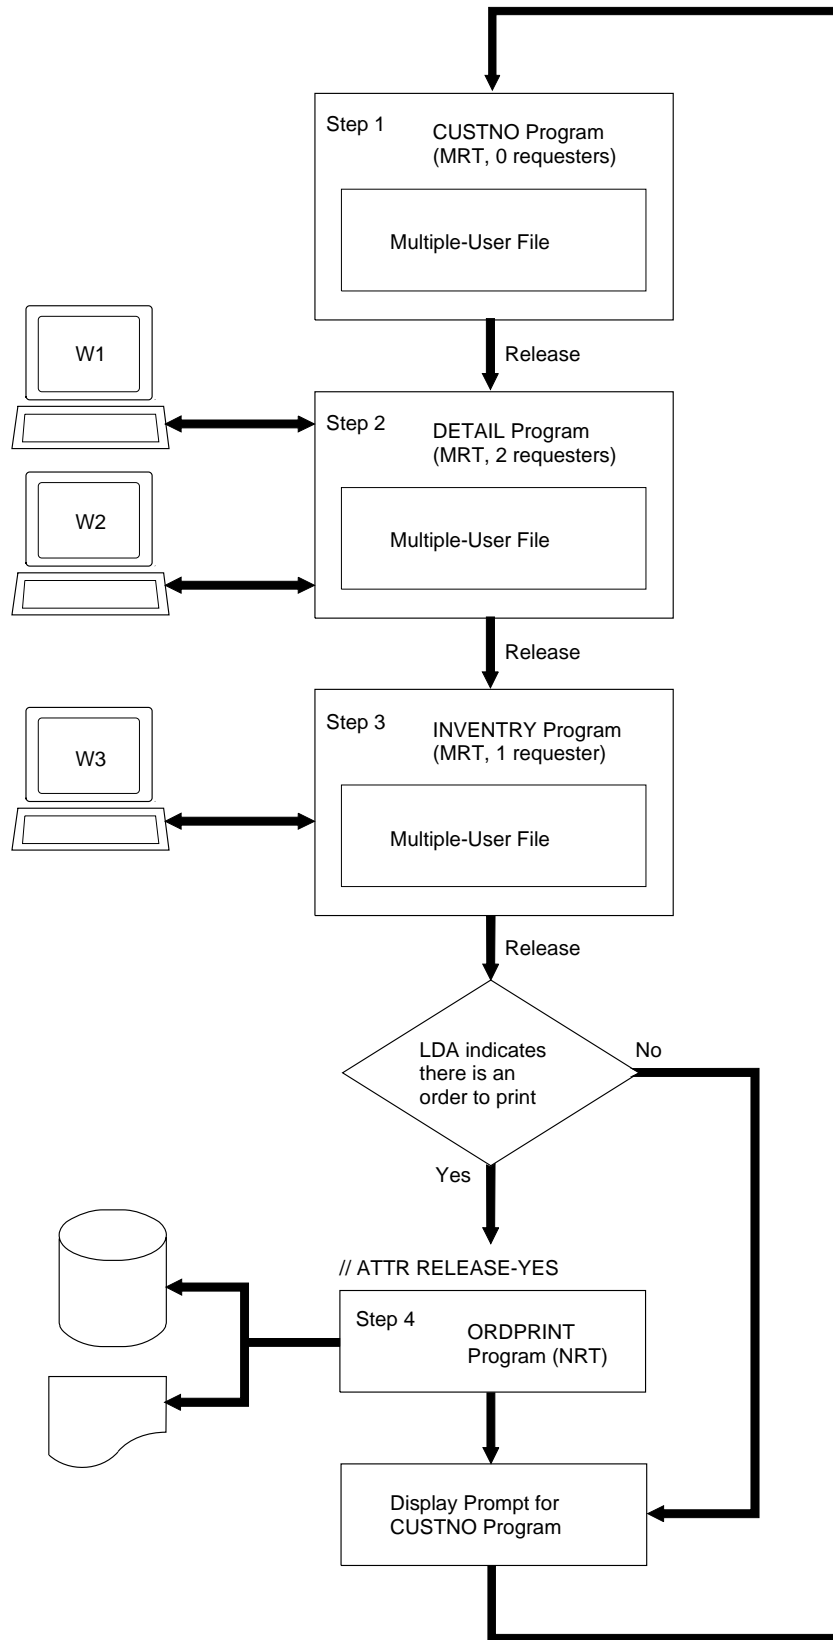 Step 1
CUSTNO Program
(MRT, 0 requesters)
Multiple-User File
Release
W1
Step 2
DETAIL Program
(MRT, 2 requesters)
W2
Multiple-User File
Release
Step 3
INVENTRY Program
(MRT, 1 requester)
W3
Multiple-User File
Release
LDA indicates
there is an
order to print
No
Yes
// ATTR RELEASE-YES
Step 4
ORDPRINT
Program (NRT)
Display Prompt for
CUSTNO Program